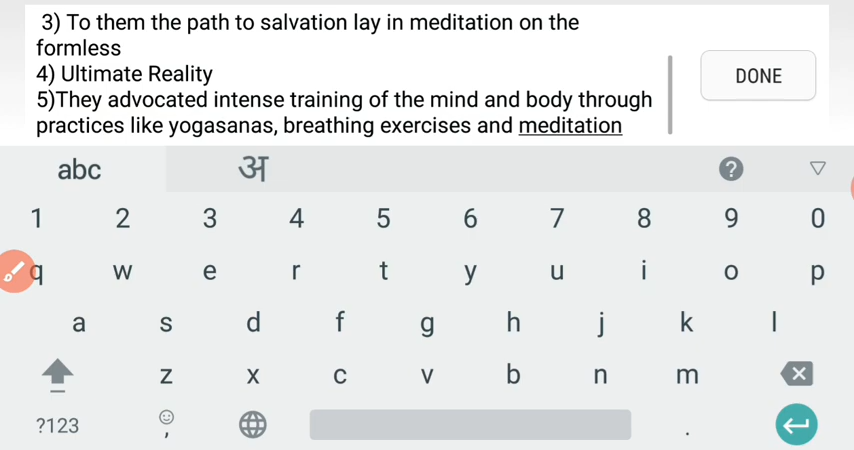 3) To them the path to salvation lay in meditation on the
formless
4) Ultimate Reality
5)They advocated intense training of the mind and body through
practices like yogasanas, breathing exercises and meditation
DONE
abc अ ?
1 2 3 4 5 6 7 8 9 0
q w e r t y u i o p
a s d f g h j k l
z x c v b n m
?123 , .